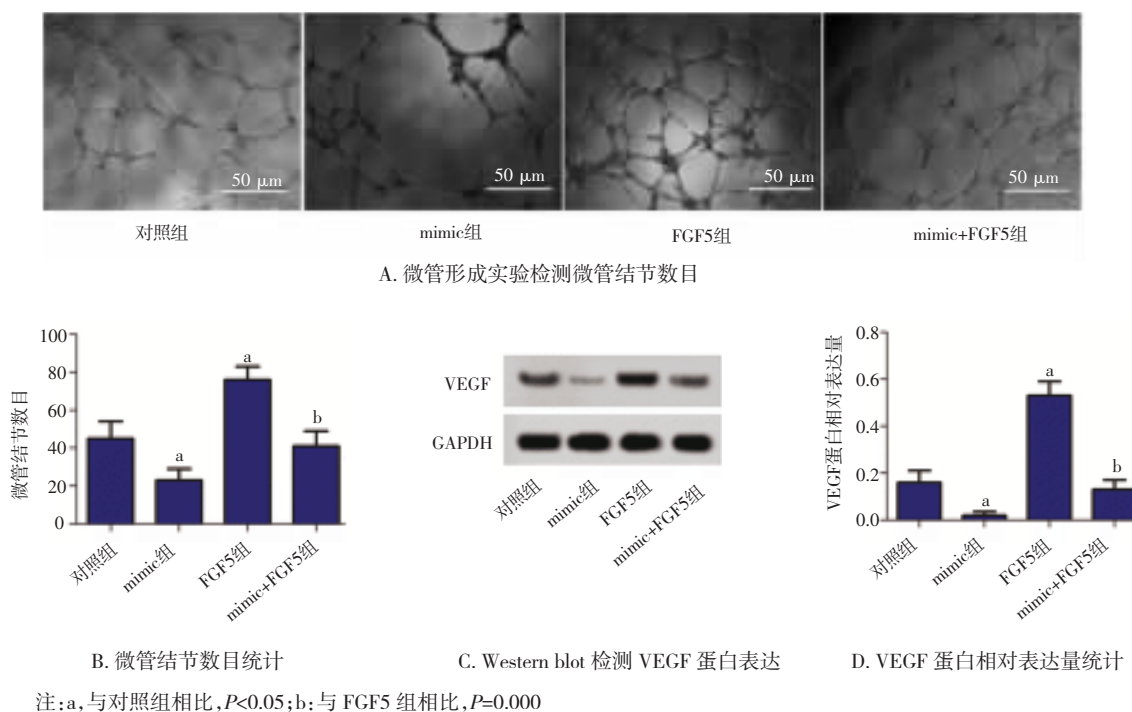 50 μm
50 μm
50 μm
50 μm
对照组
mimic组
FGF5组
mimic+FGF5组
A. 微管形成实验检测微管结节数目
微管结节数目
100
80
60
40
20
0
a
a
b
对照组
mimic组
FGF5组
mimic+FGF5组
B. 微管结节数目统计
VEGF
GAPDH
对照组
mimic组
FGF5组
mimic+FGF5组
C. Western blot 检测 VEGF 蛋白表达
VEGF蛋白相对表达量
0.8
0.6
0.4
0.2
0.0
a
a
b
对照组
mimic组
FGF5组
mimic+FGF5组
D. VEGF 蛋白相对表达量统计
注:a,与对照组相比,P<0.05;b:与 FGF5 组相比,P=0.000